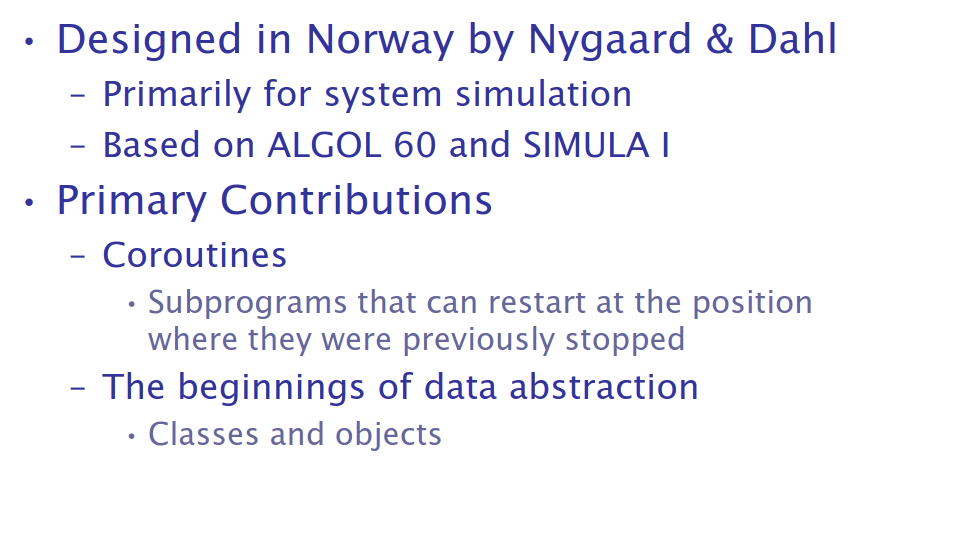 • Designed in Norway by Nygaard & Dahl
– Primarily for system simulation
– Based on ALGOL 60 and SIMULA I
• Primary Contributions
– Coroutines
• Subprograms that can restart at the position
where they were previously stopped
– The beginnings of data abstraction
• Classes and objects